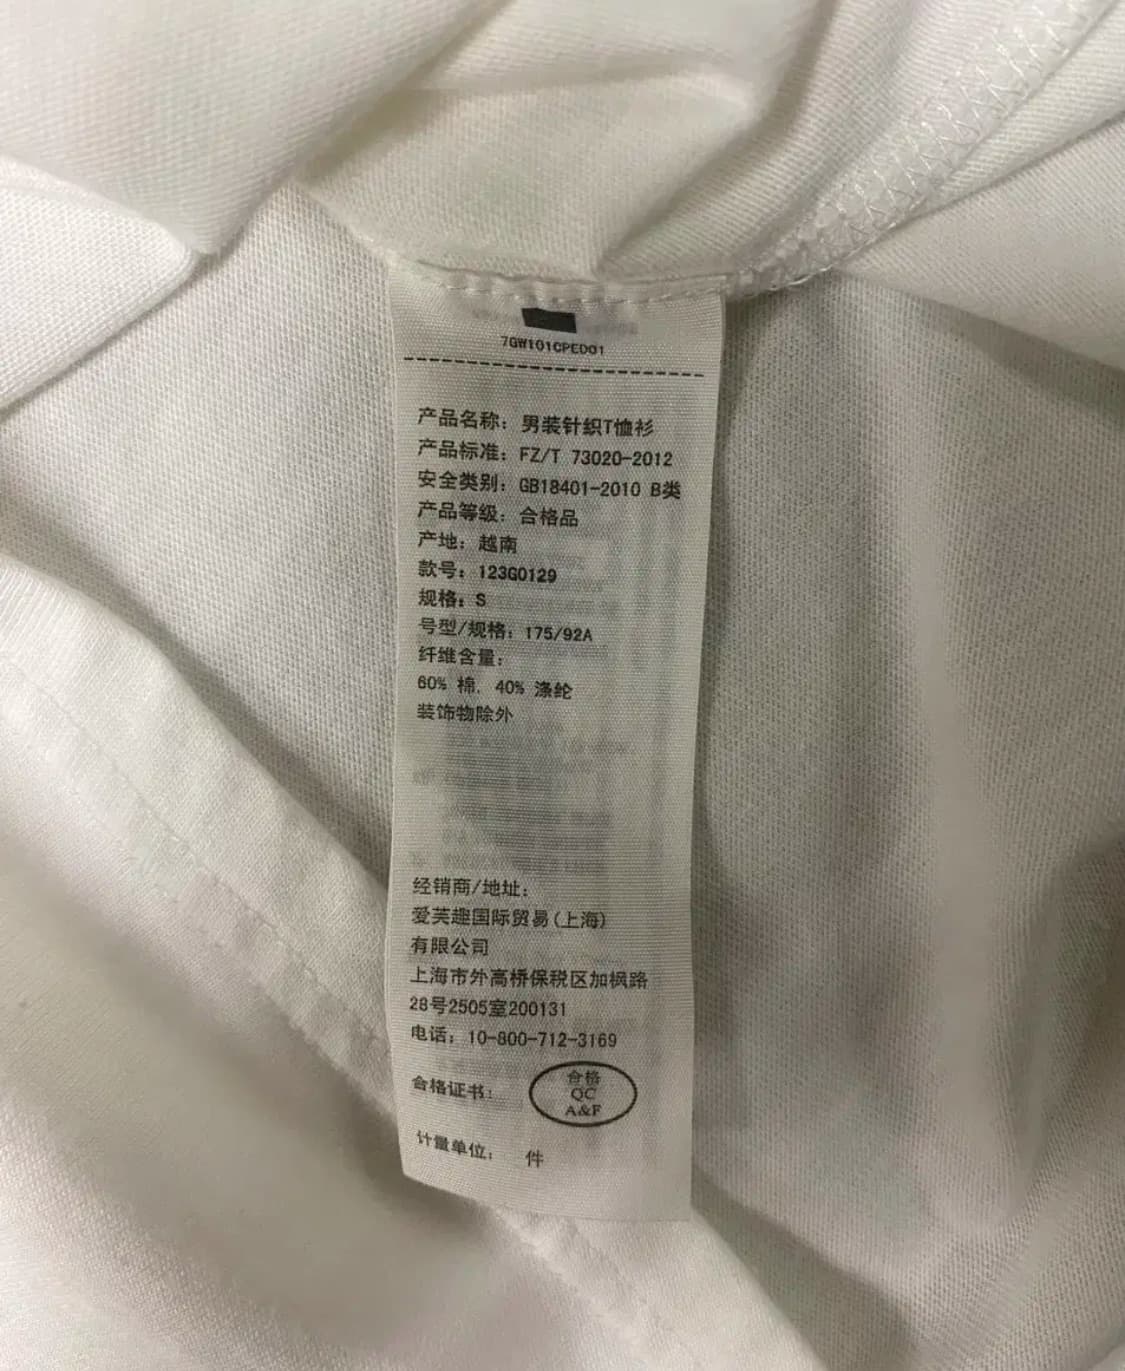 7GW101CPED01
产品名称：男装针织T恤衫
产品标准：FZ/T 73020-2012
安全类别：GB18401-2010 B类
产品等级：合格品
产地：越南
款号：123G0129
规格：S
号型/规格：175/92A
纤维含量：
60% 棉, 40% 涤纶
装饰物除外
经销商/地址：
爱芙趣国际贸易(上海)
有限公司
上海市外高桥保税区加枫路
28号2505室200131
电话：10-800-712-3169
合格证书：
合格
QC
A&F
计量单位： 件